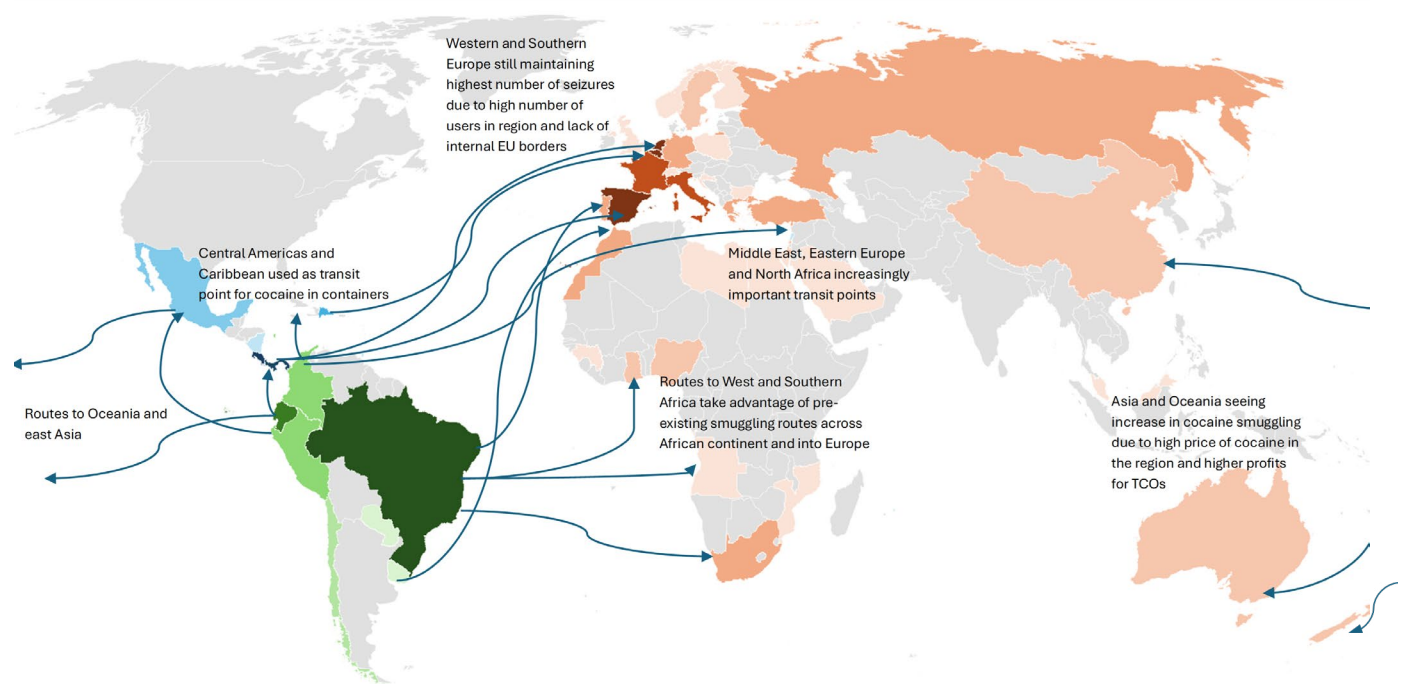 Western and Southern
Europe still maintaining
highest number of seizures
due to high number of
users in region and lack of
internal EU borders
Central Americas and
Caribbean used as transit
point for cocaine in containers
Middle East, Eastern Europe
and North Africa increasingly
important transit points
Routes to West and Southern
Africa take advantage of pre-
existing smuggling routes across
African continent and into Europe
Routes to Oceania and
east Asia
Asia and Oceania seeing
increase in cocaine smuggling
due to high price of cocaine in
the region and higher profits
for TCOs